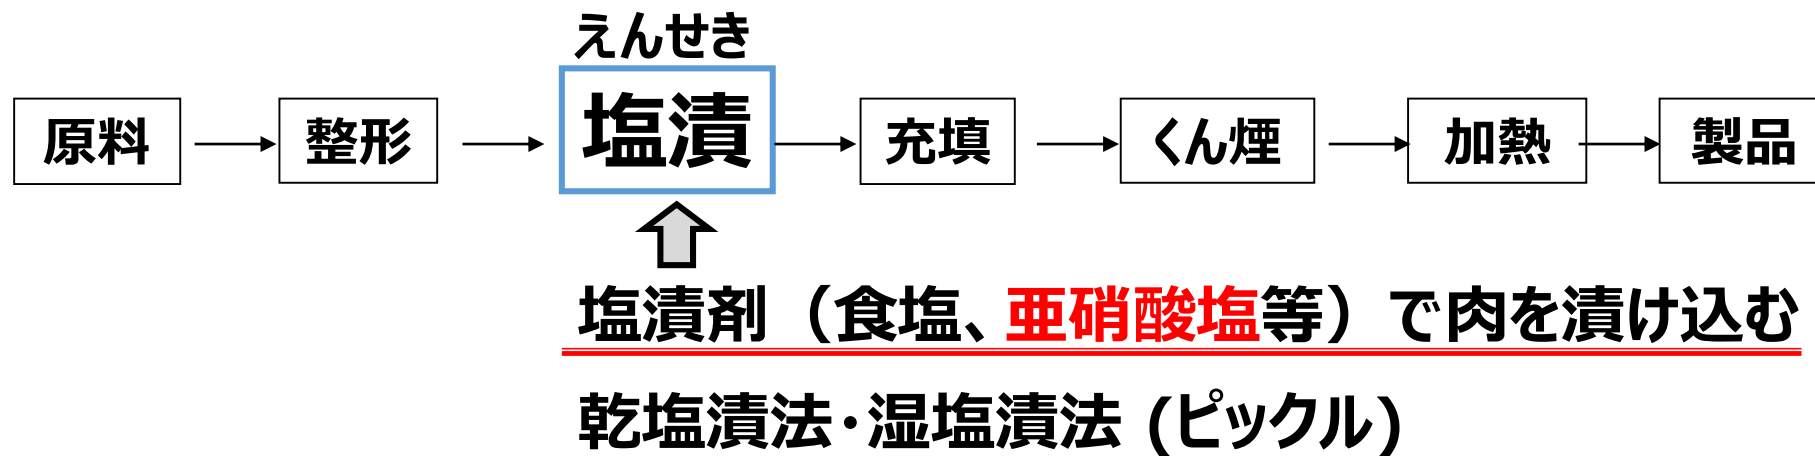 えんせき
原料 整形 塩漬 充填 くん煙 加熱 製品
塩漬剤（食塩、亜硝酸塩等）で肉を漬け込む
乾塩漬法・湿塩漬法 (ピックル)